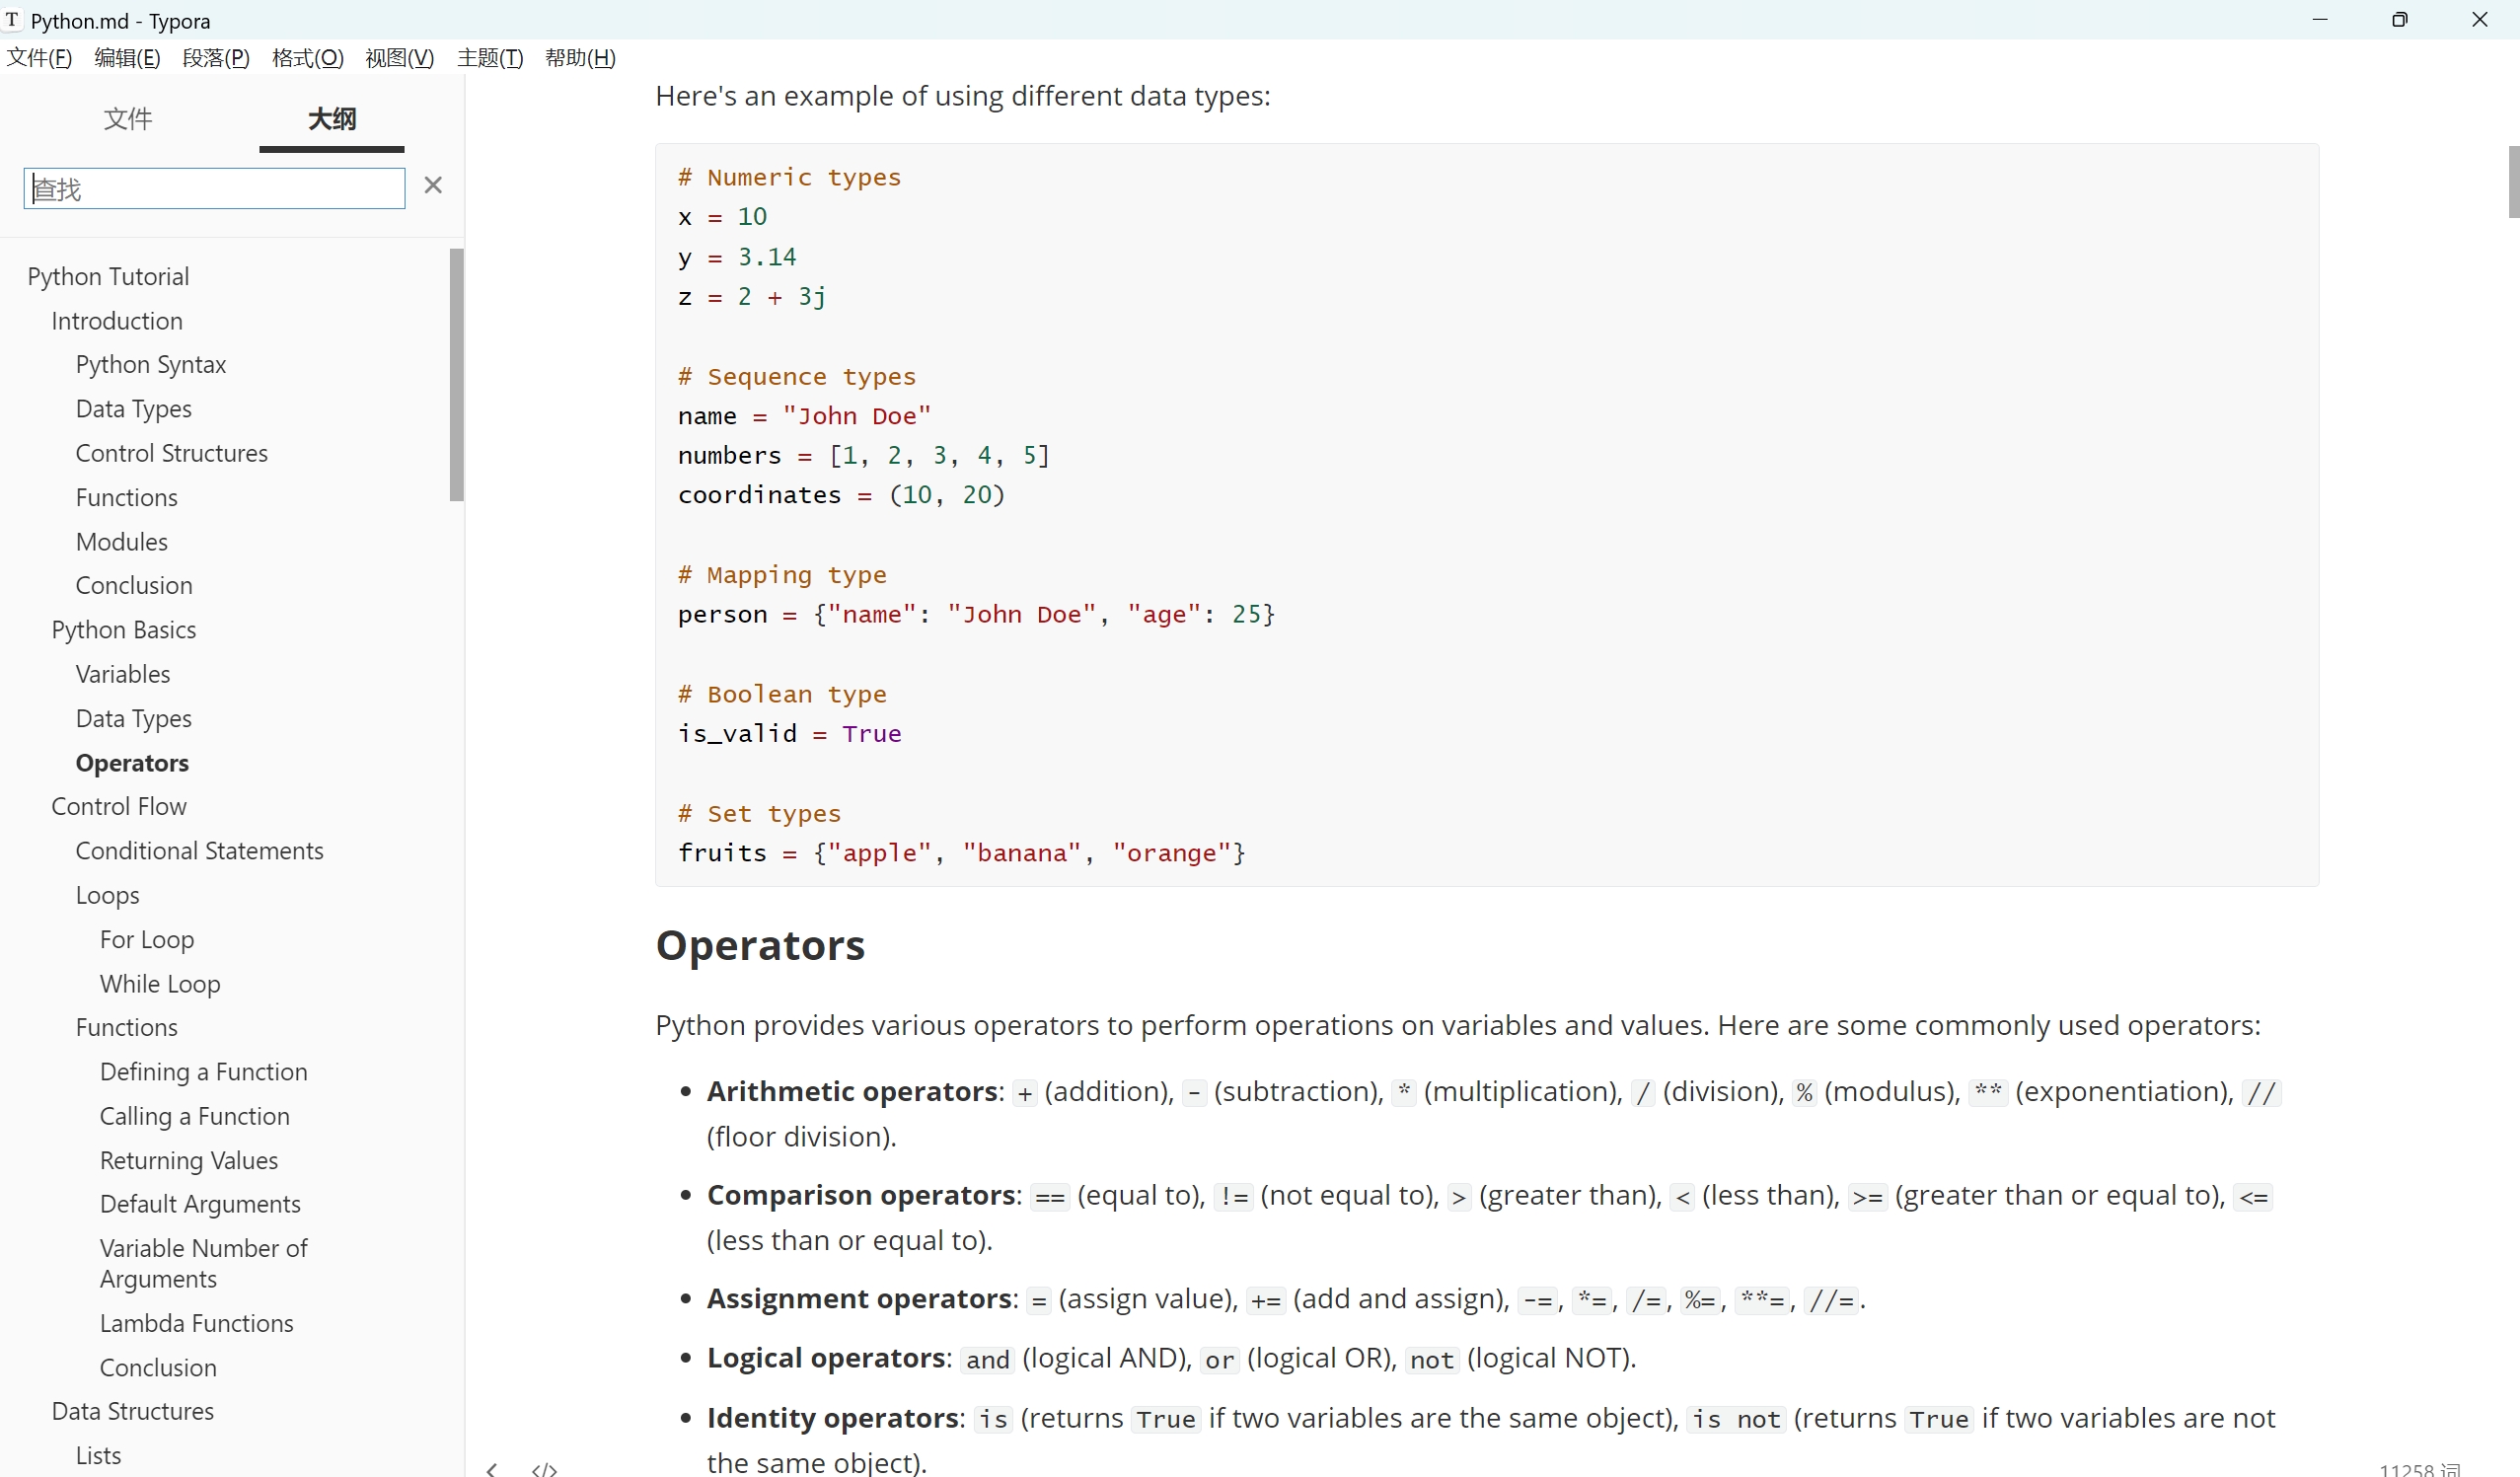 Python.md - Typora
文件(F) 编辑(E) 段落(P) 格式(O) 视图(V) 主题(T) 帮助(H)
文件 大纲
查找
Python Tutorial
Introduction
Python Syntax
Data Types
Control Structures
Functions
Modules
Conclusion
Python Basics
Variables
Data Types
Operators
Control Flow
Conditional Statements
Loops
For Loop
While Loop
Functions
Defining a Function
Calling a Function
Returning Values
Default Arguments
Variable Number of
Arguments
Lambda Functions
Conclusion
Data Structures
Lists
Here's an example of using different data types:
# Numeric types
x = 10
y = 3.14
z = 2 + 3j
# Sequence types
name = "John Doe"
numbers = [1, 2, 3, 4, 5]
coordinates = (10, 20)
# Mapping type
person = {"name": "John Doe", "age": 25}
# Boolean type
is_valid = True
# Set types
fruits = {"apple", "banana", "orange"}
Operators
Python provides various operators to perform operations on variables and values. Here are some commonly used operators:
• Arithmetic operators: + (addition), - (subtraction), * (multiplication), / (division), % (modulus), ** (exponentiation), //
(floor division).
• Comparison operators: == (equal to), != (not equal to), > (greater than), < (less than), >= (greater than or equal to), <=
(less than or equal to).
• Assignment operators: = (assign value), += (add and assign), -=, *=, /=, %=, **=, //=.
• Logical operators: and (logical AND), or (logical OR), not (logical NOT).
• Identity operators: is (returns True if two variables are the same object), is not (returns True if two variables are not
the same object).
11258 词